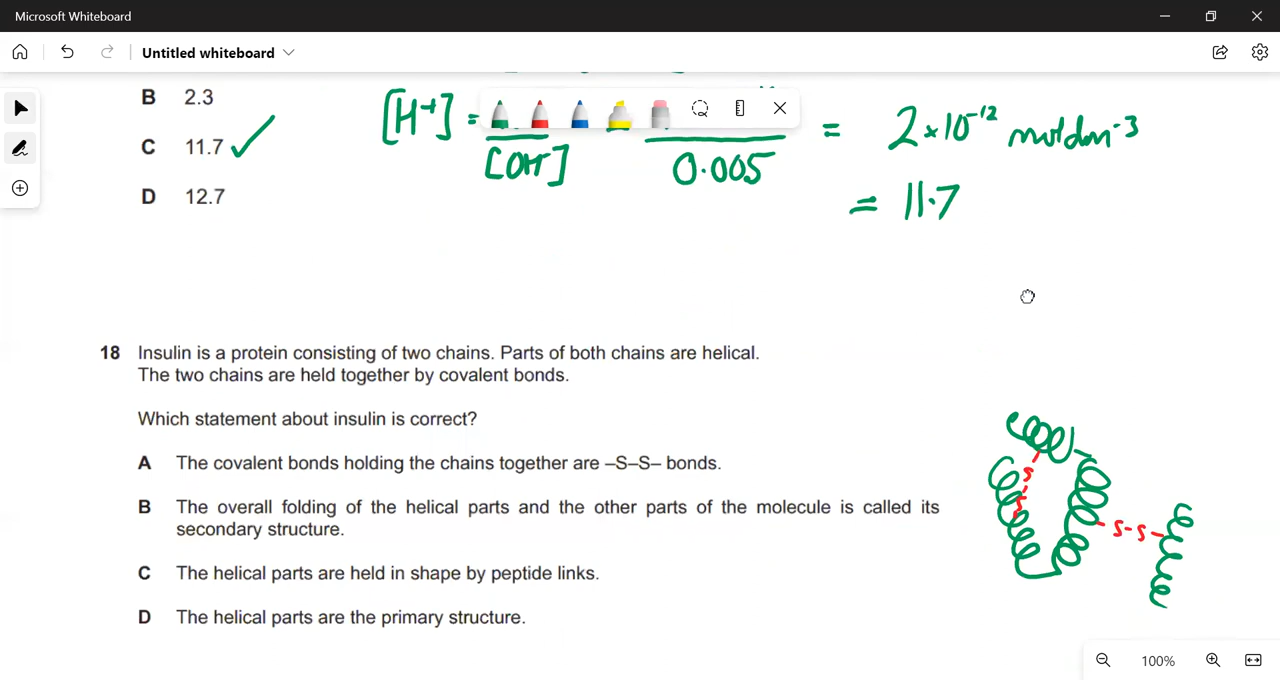 Microsoft Whiteboard
Untitled whiteboard
B 2.3
[H+] =
= 2×10-12 moldm-3
C 11.7 ✓
[OH-] 0.005
D 12.7
= 11.7
18 Insulin is a protein consisting of two chains. Parts of both chains are helical.
The two chains are held together by covalent bonds.
Which statement about insulin is correct?
A The covalent bonds holding the chains together are –S–S– bonds.
B The overall folding of the helical parts and the other parts of the molecule is called its
secondary structure.
C The helical parts are held in shape by peptide links.
D The helical parts are the primary structure.
S
S
S-S
100%